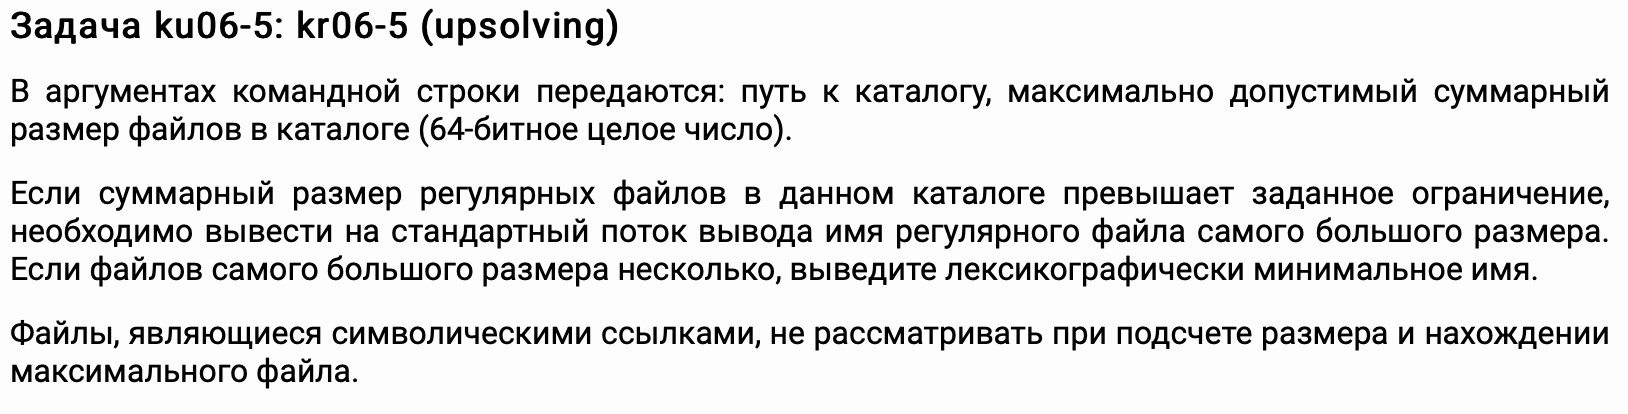 Задача ku06-5: kr06-5 (upsolving)
В аргументах командной строки передаются: путь к каталогу, максимально допустимый суммарный
размер файлов в каталоге (64-битное целое число).
Если суммарный размер регулярных файлов в данном каталоге превышает заданное ограничение,
необходимо вывести на стандартный поток вывода имя регулярного файла самого большого размера.
Если файлов самого большого размера несколько, выведите лексикографически минимальное имя.
Файлы, являющиеся символическими ссылками, не рассматривать при подсчете размера и нахождении
максимального файла.